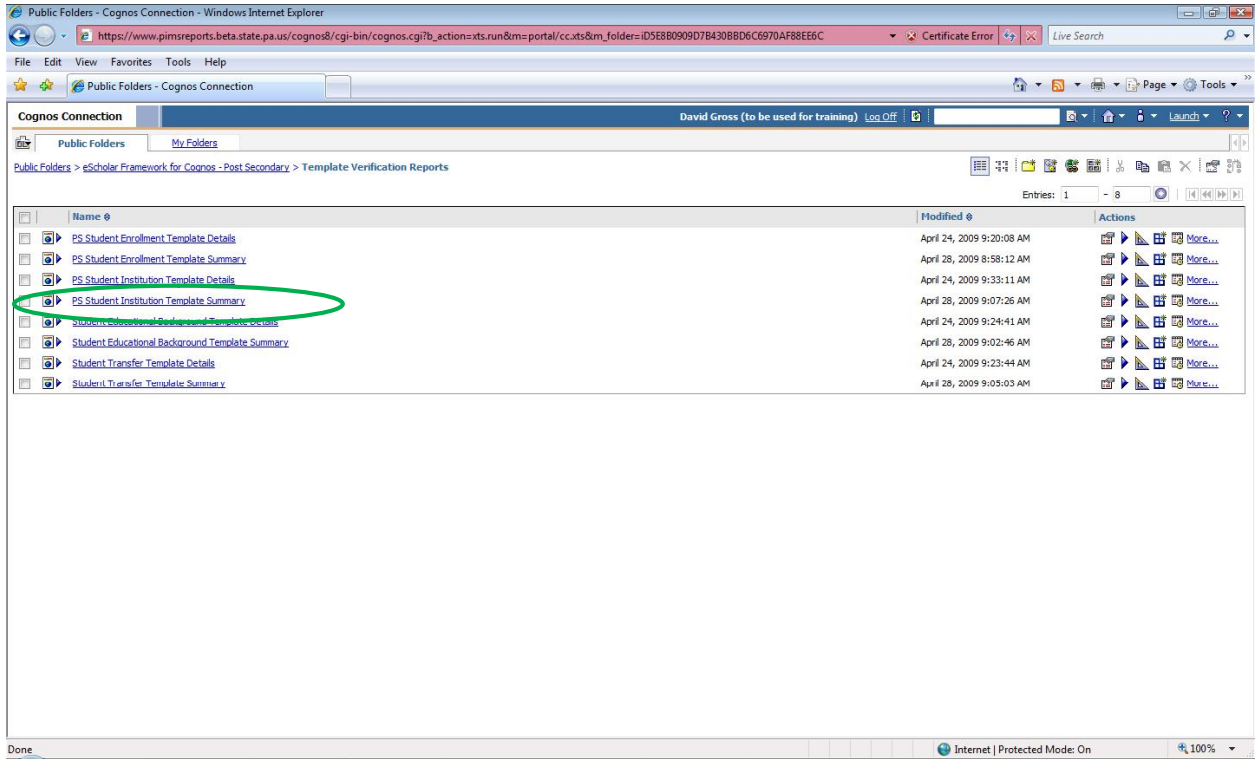 Public Folders - Cognos Connection - Windows Internet Explorer
https://www.pimsreports.beta.state.pa.us/cognos8/cgi-bin/cognos.cgi?b_action=xts.run&m=portal/cc.xts&m_folder=iD5E8B0909D7B430BBD6C6970AF88EE6C Certificate Error Live Search
File Edit View Favorites Tools Help
Public Folders - Cognos Connection Page Tools
Cognos Connection David Gross (to be used for training) Log Off Launch ?
Public Folders My Folders
Public Folders > eScholar Framework for Cognos - Post Secondary > Template Verification Reports
Entries: 1 - 8
Name Modified Actions
PS Student Enrollment Template Details April 24, 2009 9:20:08 AM More...
PS Student Enrollment Template Summary April 28, 2009 8:58:12 AM More...
PS Student Institution Template Details April 24, 2009 9:33:11 AM More...
PS Student Institution Template Summary April 28, 2009 9:07:26 AM More...
Student Educational Background Template Details April 24, 2009 9:24:41 AM More...
Student Educational Background Template Summary April 28, 2009 9:02:46 AM More...
Student Transfer Template Details April 24, 2009 9:23:44 AM More...
Student Transfer Template Summary April 28, 2009 9:05:03 AM More...
Done Internet | Protected Mode: On 100%